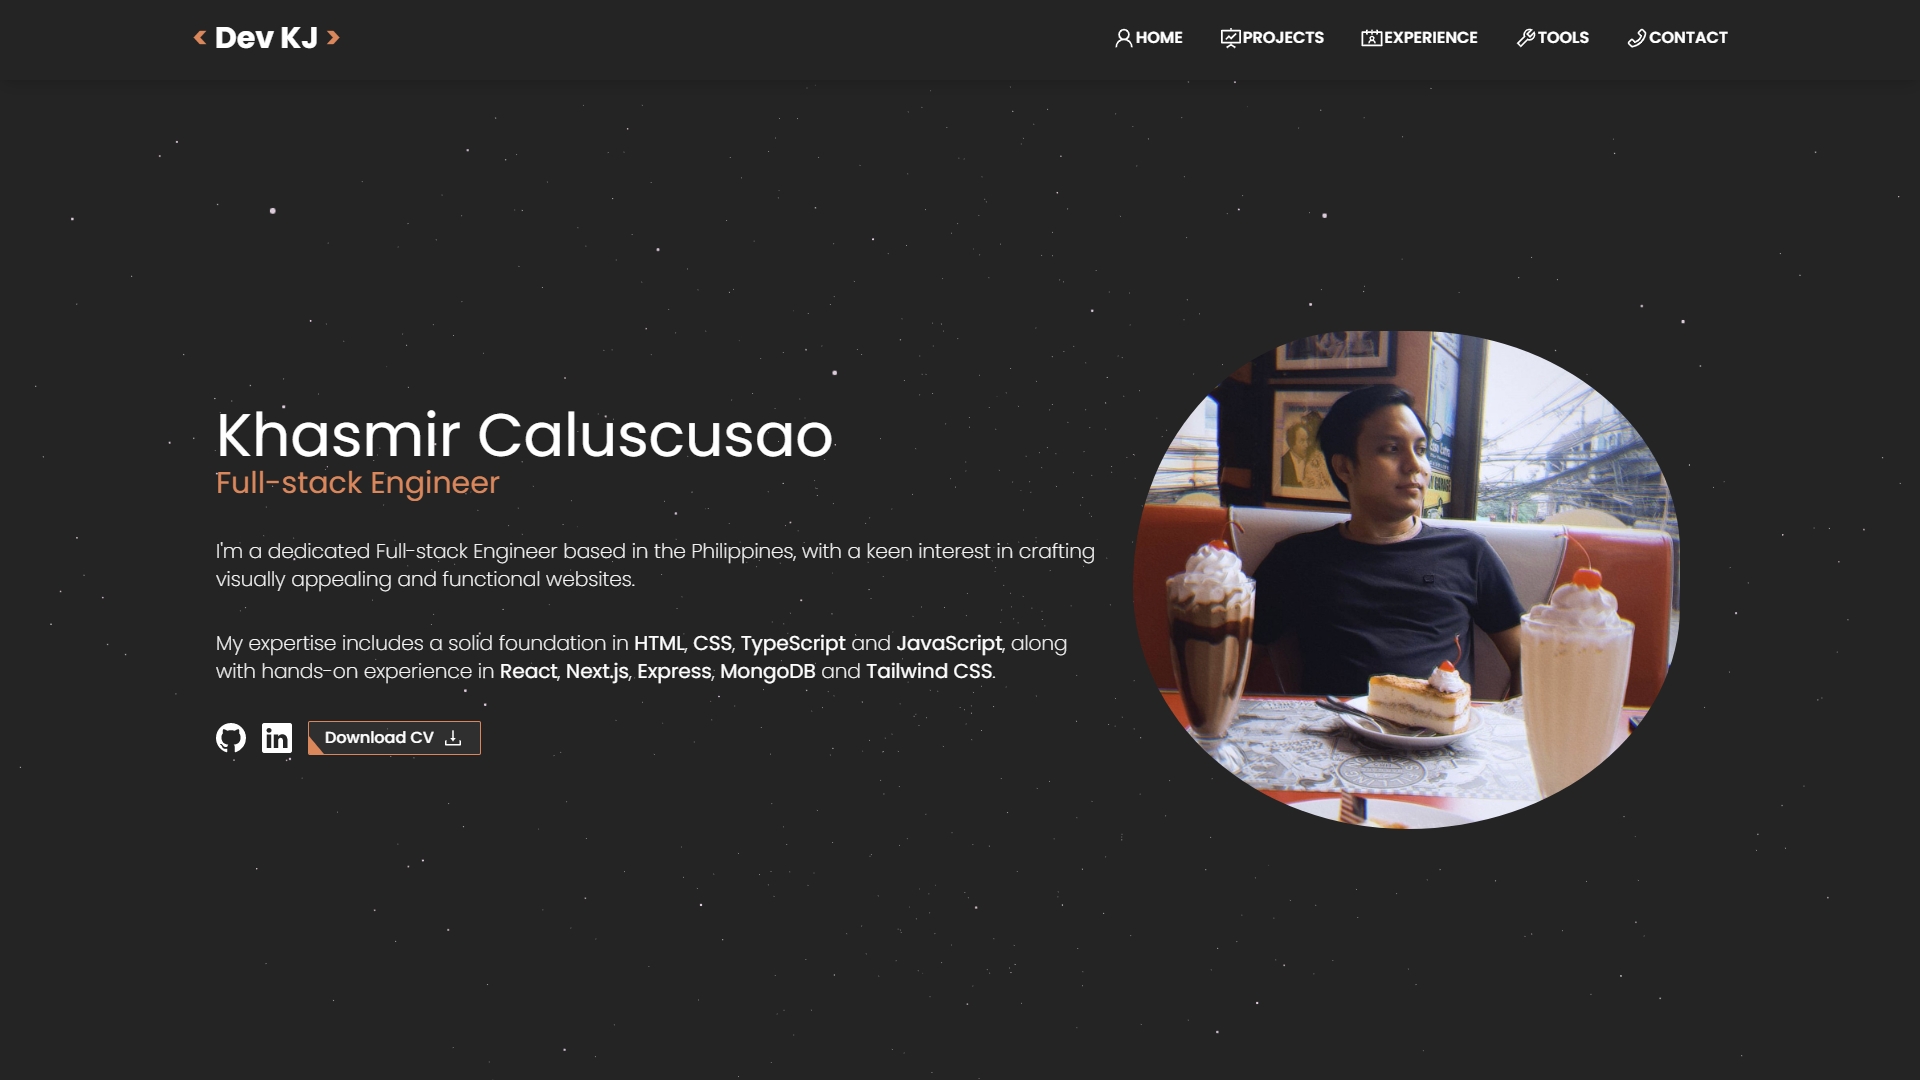 < Dev KJ >
HOME PROJECTS EXPERIENCE TOOLS CONTACT
Khasmir Caluscusao
Full-stack Engineer
I'm a dedicated Full-stack Engineer based in the Philippines, with a keen interest in crafting
visually appealing and functional websites.
My expertise includes a solid foundation in HTML, CSS, TypeScript and JavaScript, along
with hands-on experience in React, Next.js, Express, MongoDB and Tailwind CSS.
in Download CV